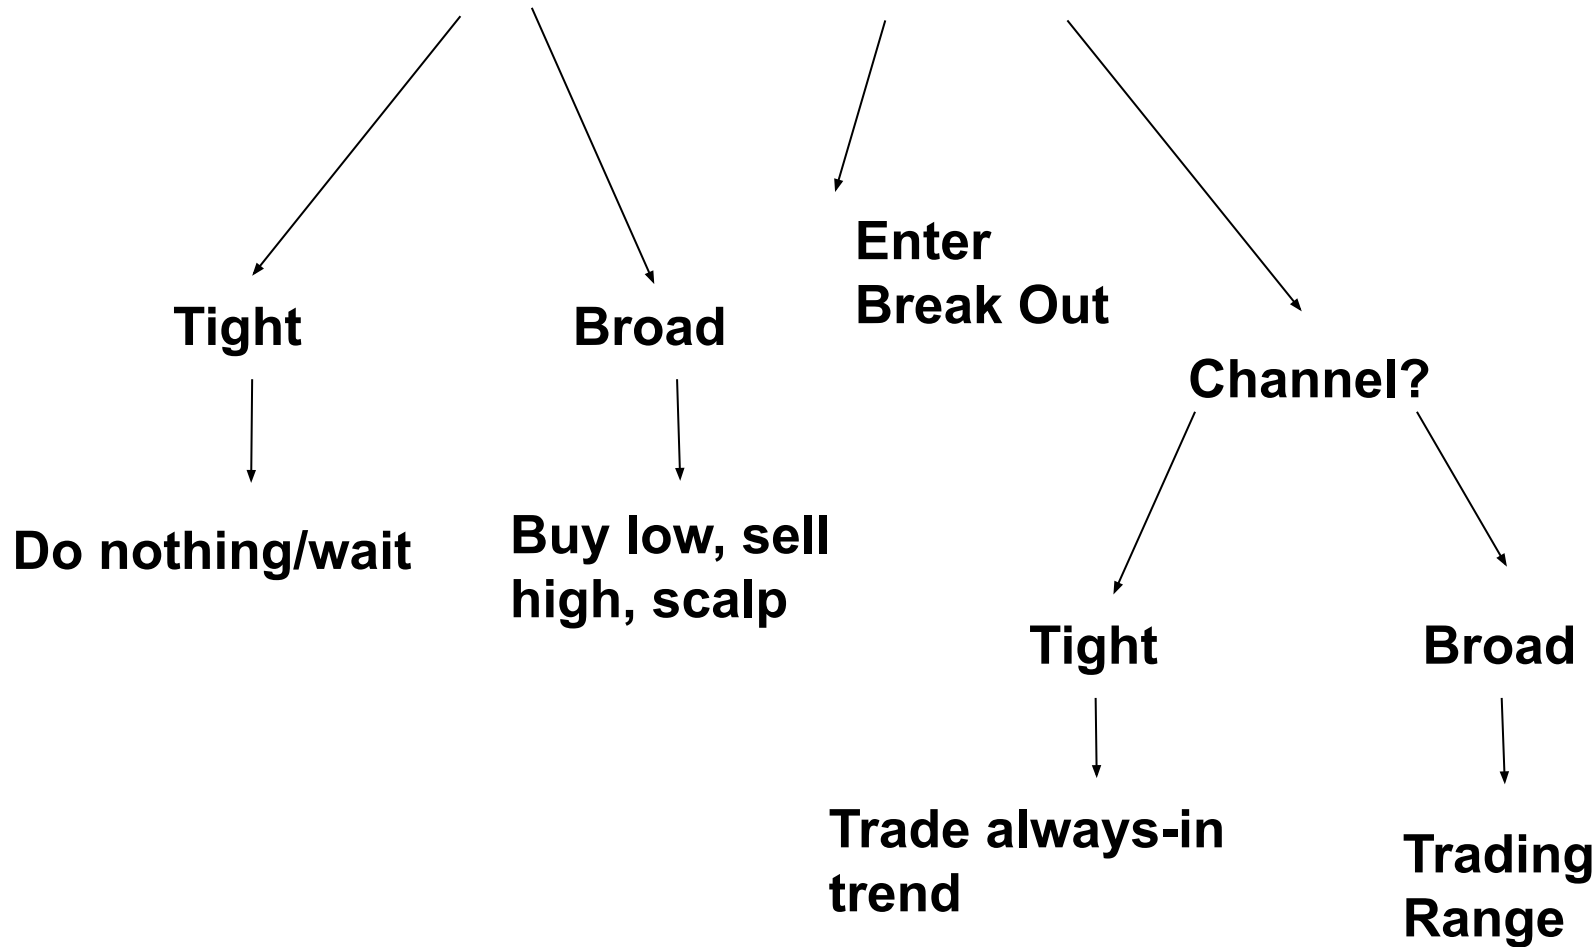 Enter
Break Out
Tight
Broad
Channel?
Do nothing/wait
Buy low, sell
high, scalp
Tight
Broad
Trade always-in
trend
Trading
Range